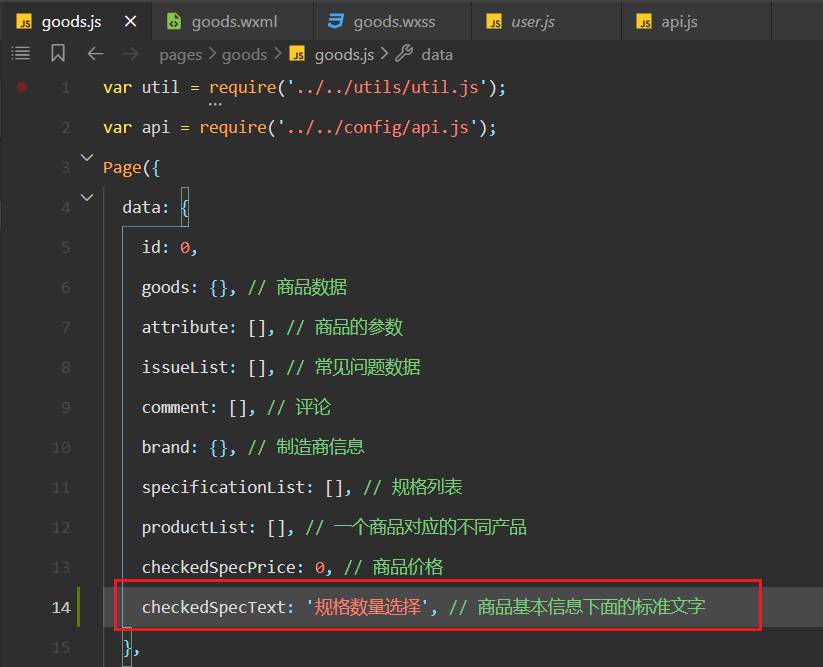 goods.js
goods.wxml
goods.wxss
user.js
api.js
pages > goods > goods.js > data
1 var util = require('../../utils/util.js');
2 var api = require('../../config/api.js');
3 Page({
4 data: {
5 id: 0,
6 goods: {}, // 商品数据
7 attribute: [], // 商品的参数
8 issueList: [], // 常见问题数据
9 comment: [], // 评论
10 brand: {}, // 制造商信息
11 specificationList: [], // 规格列表
12 productList: [], // 一个商品对应的不同产品
13 checkedSpecPrice: 0, // 商品价格
14 checkedSpecText: '规格数量选择', // 商品基本信息下面的标准文字
15 },